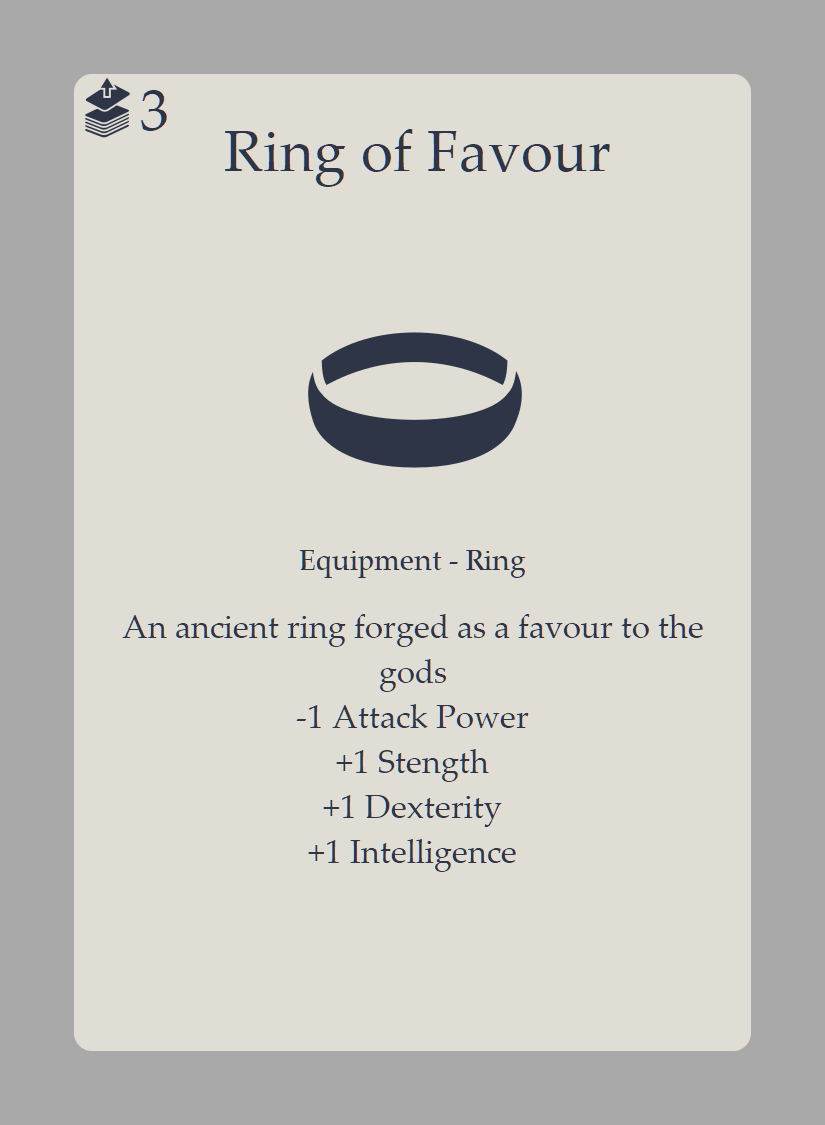 3
Ring of Favour
Equipment - Ring
An ancient ring forged as a favour to the
gods
-1 Attack Power
+1 Stength
+1 Dexterity
+1 Intelligence